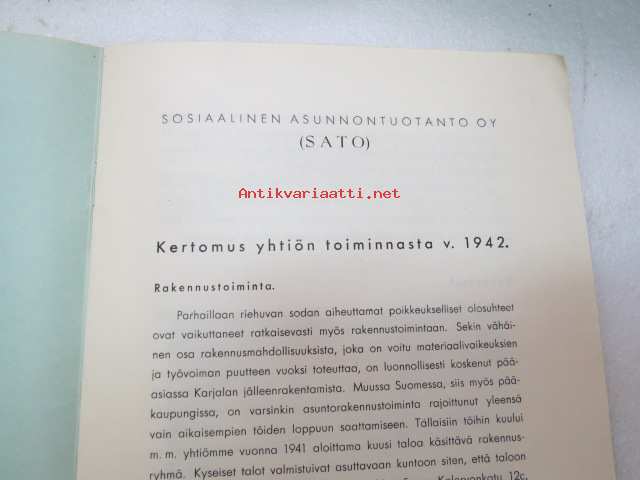 SOSIAALINEN ASUNNONTUOTANTO OY
(SATO)
Antikvariaatti.net
Kertomus yhtiön toiminnasta v. 1942.
Rakennustoiminta.
Parhaillaan riehuvan sodan aiheuttamat poikkeukselliset olosuhteet
ovat vaikuttaneet ratkaisevasti myös rakennustoimintaan. Sekin vähäi-
nen osa rakennusmahdollisuuksista, joka on voitu materiaalivaikeuksien
ja työvoiman puutteen vuoksi toteuttaa, on luonnollisesti koskenut pää-
asiassa Karjalan jälleenrakentamista. Muussa Suomessa, siis myös pää-
kaupungissa, on varsinkin asuntorakennustoiminta rajoittunut yleensä
vain aikaisempien töiden loppuun saattamiseen. Tällaisiin töihin kuului
m. m. yhtiömme vuonna 1941 aloittama kuusi taloa käsittävä rakennus-
ryhmä. Kyseiset talot valmistuivat asuttavaan kuntoon siten, että taloon
Kalervonkatu 12c,